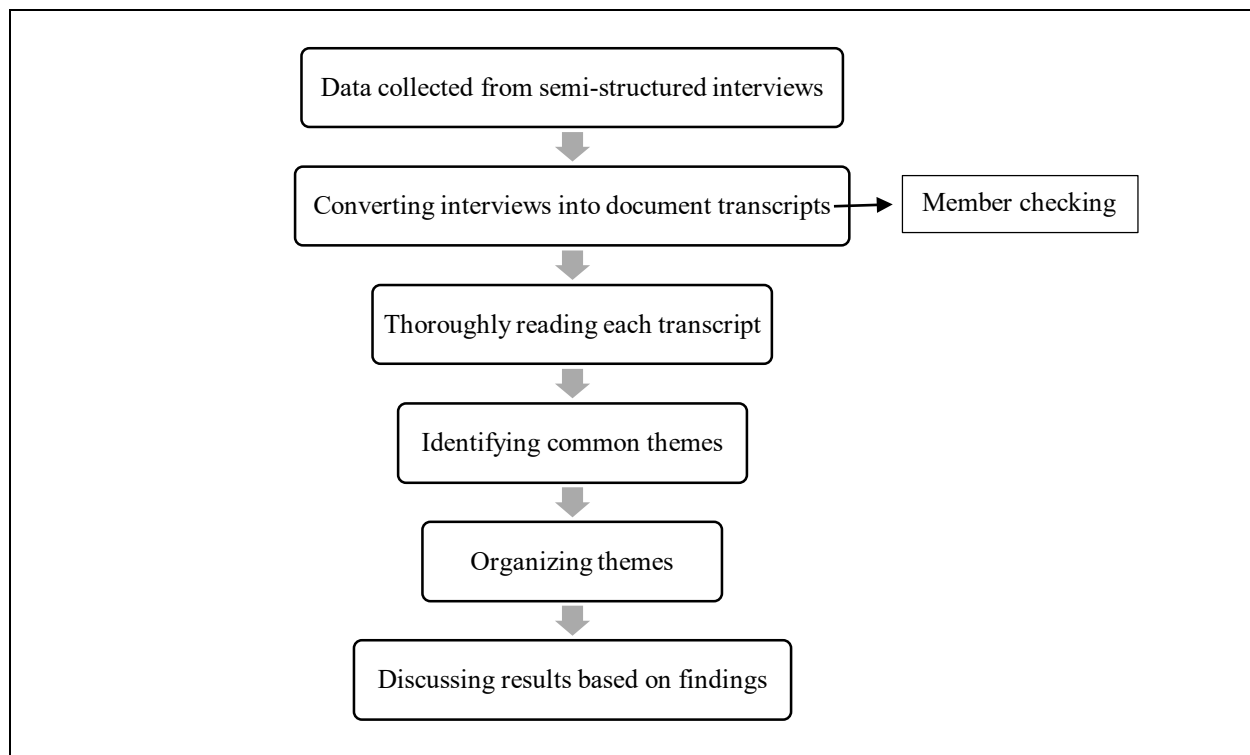 Data collected from semi-structured interviews
Converting interviews into document transcripts
Member checking
Thoroughly reading each transcript
Identifying common themes
Organizing themes
Discussing results based on findings